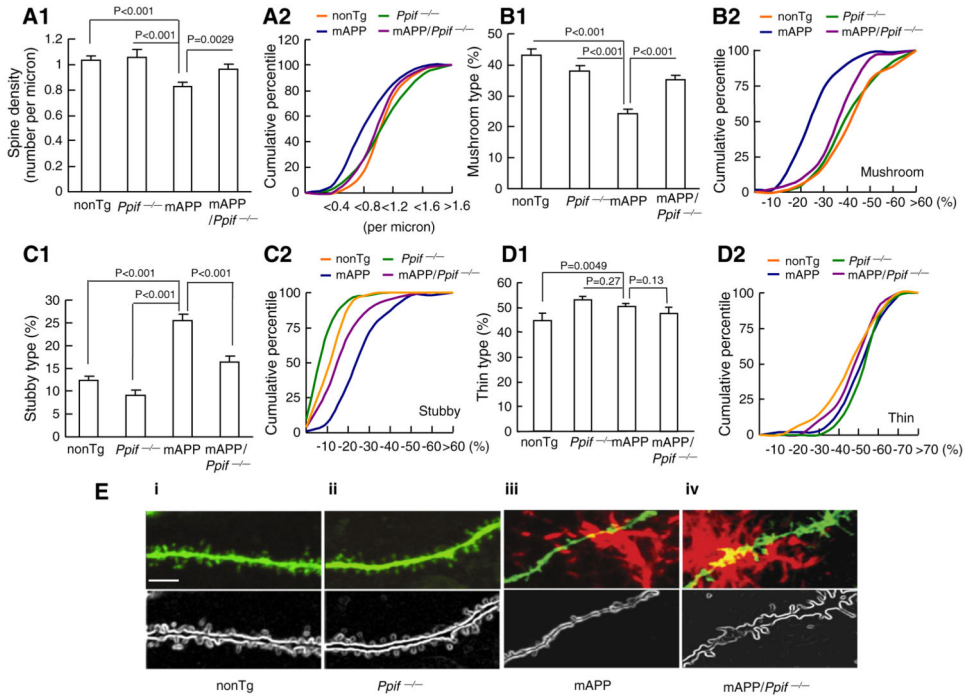 A1
P<0.001
P<0.001
P=0.0029
Spine density
(number per micron)
1.4
1.2
1
0.8
0.6
0.4
0.2
0
nonTg
Ppif −/−
mAPP
mAPP
/Ppif −/−
A2
nonTg
Ppif −/−
mAPP
mAPP/Ppif −/−
Cumulative percentile
120
100
80
60
40
20
0
<0.4
<0.8
<1.2
<1.6
>1.6
(per micron)
B1
P<0.001
P<0.001
P<0.001
Mushroom type (%)
50
40
30
20
10
0
nonTg
Ppif −/−
mAPP
mAPP/
Ppif −/−
B2
nonTg
Ppif −/−
mAPP
mAPP/Ppif −/−
Cumulative percentile
100
75
50
25
0
Mushroom
-10
-20
-30
-40
-50
>60
(%)
C1
P<0.001
P<0.001
P<0.001
Stubby type (%)
35
30
25
20
15
10
5
0
nonTg
Ppif −/−
mAPP
mAPP/
Ppif −/−
C2
nonTg
Ppif −/−
mAPP
mAPP/Ppif −/−
Cumulative percentile
100
75
50
25
0
Stubby
-10
-20
-30
-40
-50
-60
>60
(%)
D1
P=0.0049
P=0.27
P=0.13
Thin type (%)
60
50
40
30
20
10
0
nonTg
Ppif −/−
mAPP
mAPP/
Ppif −/−
D2
nonTg
Ppif −/−
mAPP
mAPP/Ppif −/−
Cumulative percentile
100
75
50
25
0
Thin
-10
-20
-30
-40
-50
-60
-70
>70
(%)
E
i
ii
iii
iv
nonTg
Ppif −/−
mAPP
mAPP/Ppif −/−